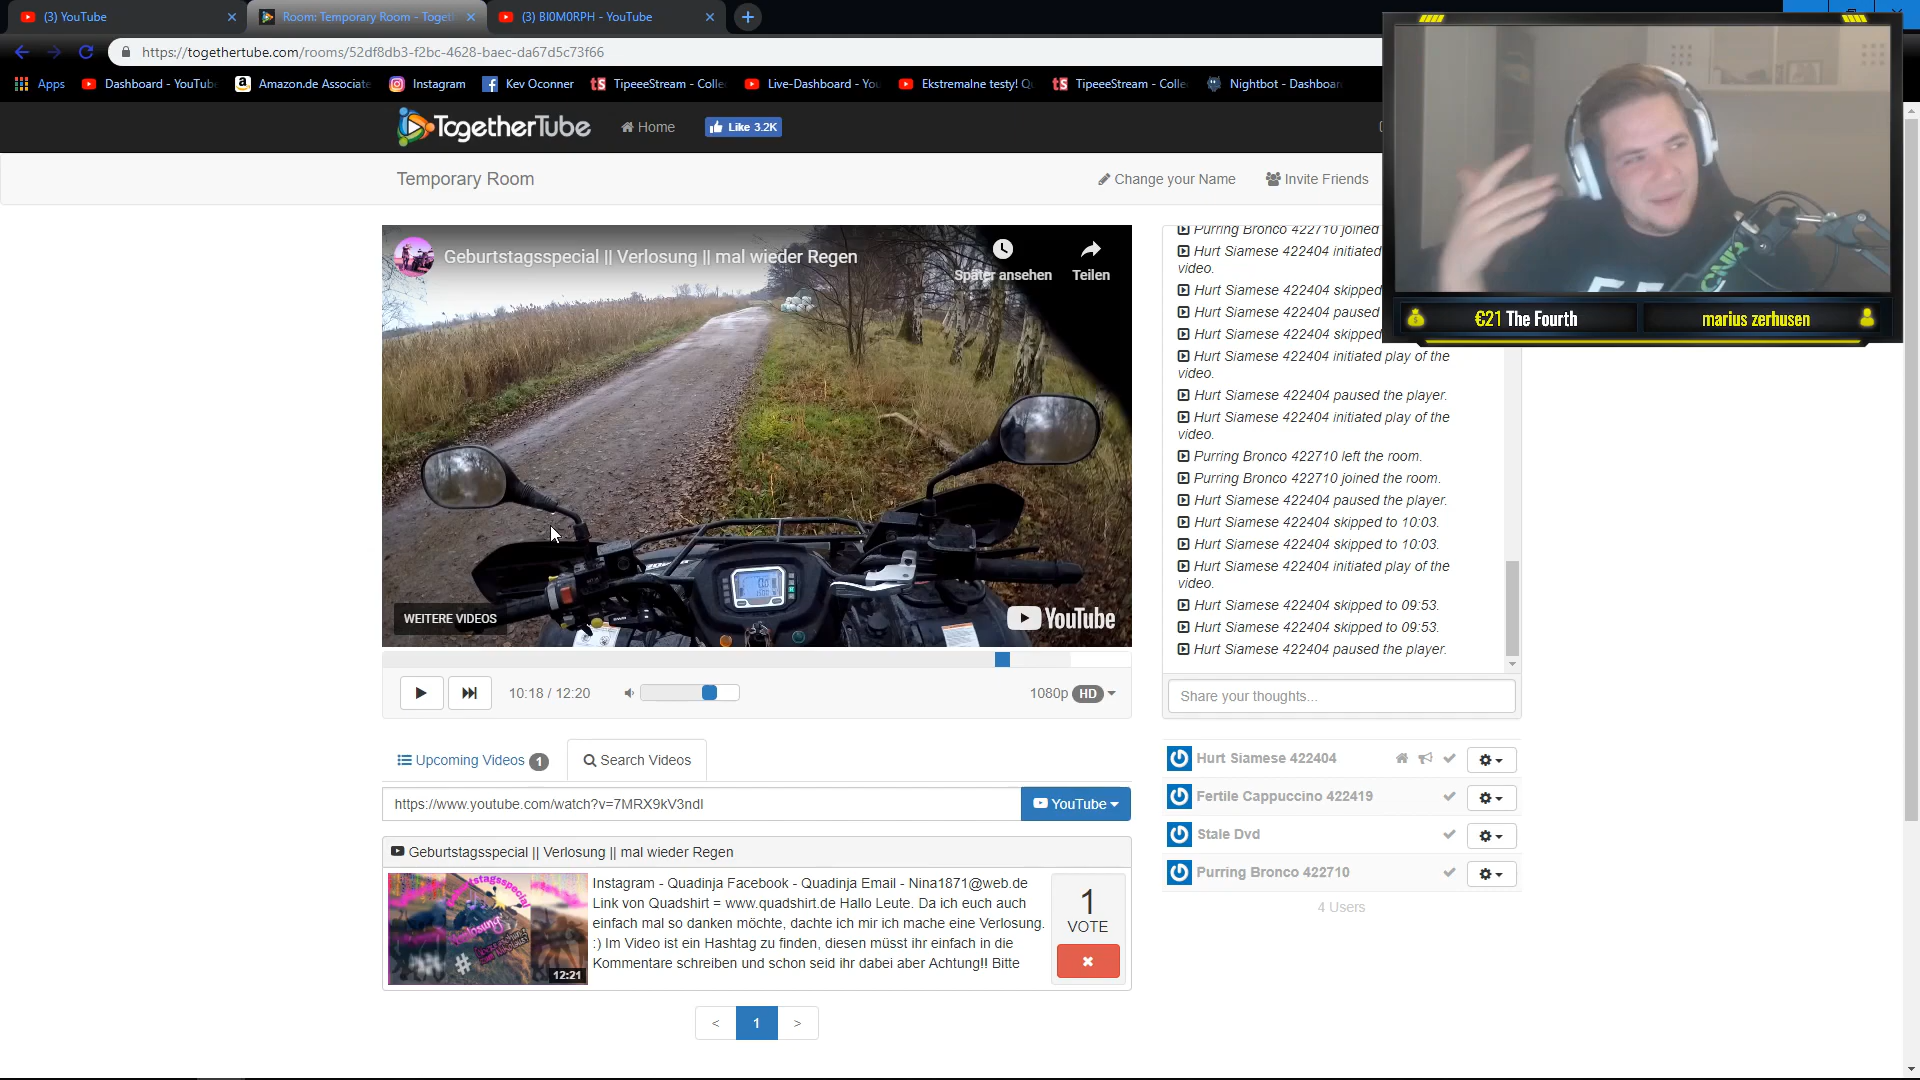 (3) YouTube
Room: Temporary Room - Togeth
(3) BI0M0RPH - YouTube
https://togethertube.com/rooms/52df8db3-f2bc-4628-baec-da67d5c73f66
Apps
Dashboard - YouTube
Amazon.de Associate
Instagram
Kev Oconner
TipeeeStream - Colle
Live-Dashboard - You
Ekstremalne testy! Qu
TipeeeStream - Colle
Nightbot - Dashboar
TogetherTube
Home
Like 3.2K
Temporary Room
Change your Name
Invite Friends
€21 The Fourth
marius zerhusen
Geburtstagsspecial || Verlosung || mal wieder Regen
Später ansehen
Teilen
WEITERE VIDEOS
YouTube
10:18 / 12:20
1080p HD
Purring Bronco 422710 joined
Hurt Siamese 422404 initiated
video.
Hurt Siamese 422404 skipped
Hurt Siamese 422404 paused
Hurt Siamese 422404 skipped
Hurt Siamese 422404 initiated play of the
video.
Hurt Siamese 422404 paused the player.
Hurt Siamese 422404 initiated play of the
video.
Purring Bronco 422710 left the room.
Purring Bronco 422710 joined the room.
Hurt Siamese 422404 paused the player.
Hurt Siamese 422404 skipped to 10:03.
Hurt Siamese 422404 skipped to 10:03.
Hurt Siamese 422404 initiated play of the
video.
Hurt Siamese 422404 skipped to 09:53.
Hurt Siamese 422404 skipped to 09:53.
Hurt Siamese 422404 paused the player.
Share your thoughts...
Upcoming Videos 1
Search Videos
https://www.youtube.com/watch?v=7MRX9kV3ndI
YouTube
Geburtstagsspecial || Verlosung || mal wieder Regen
12:21
Instagram - Quadinja Facebook - Quadinja Email - Nina1871@web.de
Link von Quadshirt = www.quadshirt.de Hallo Leute. Da ich euch auch
einfach mal so danken möchte, dachte ich mir ich mache eine Verlosung.
:) Im Video ist ein Hashtag zu finden, diesen müsst ihr einfach in die
Kommentare schreiben und schon seid ihr dabei aber Achtung!! Bitte
1
VOTE
< 1 >
Hurt Siamese 422404
Fertile Cappuccino 422419
Stale Dvd
Purring Bronco 422710
4 Users